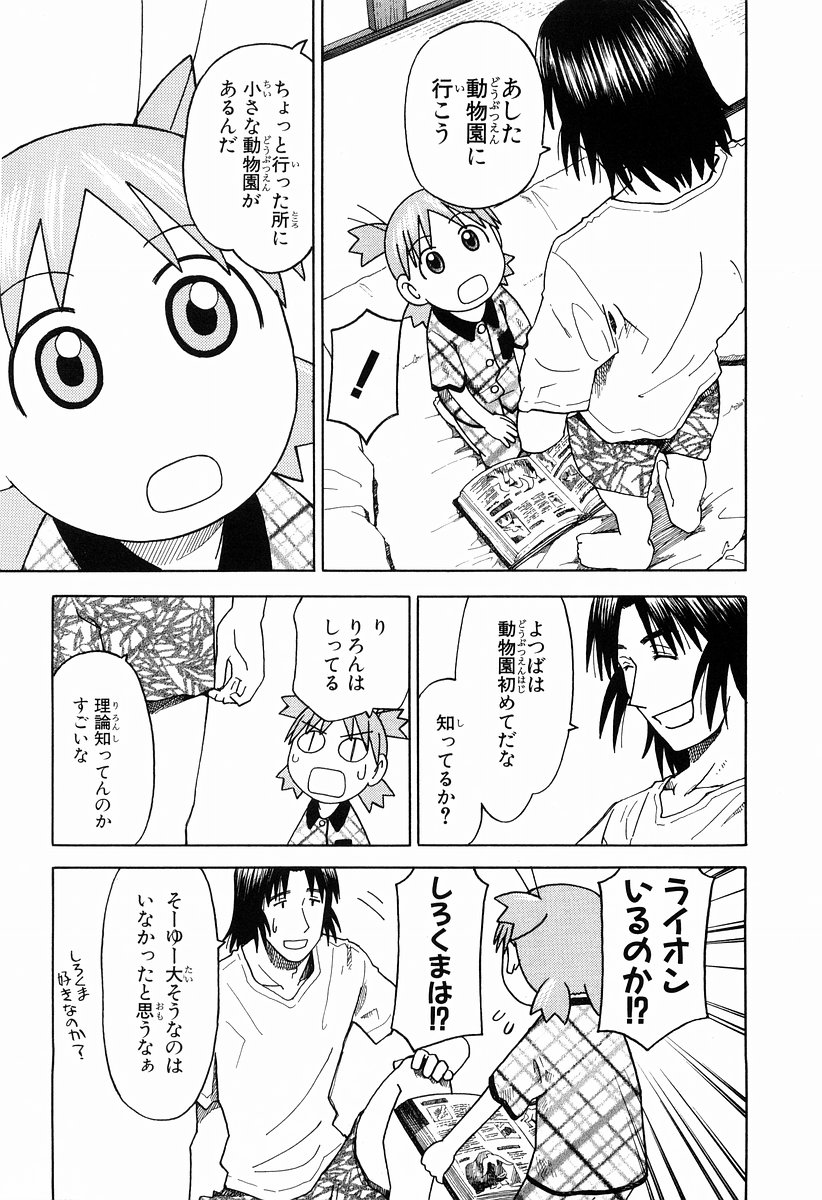 あした
動物園に
行こう
！
ちょっと行った所に
小さな動物園が
あるんだ
よつばは
動物園初めてだな
知ってるか？
り
りろんは
しってる
理論知ってんのか
すごいな
ライオン
いるのか!?
しろくまは!?
そーゆー大そうなのは
いなかったと思うなぁ
しろくま
好きなのか？